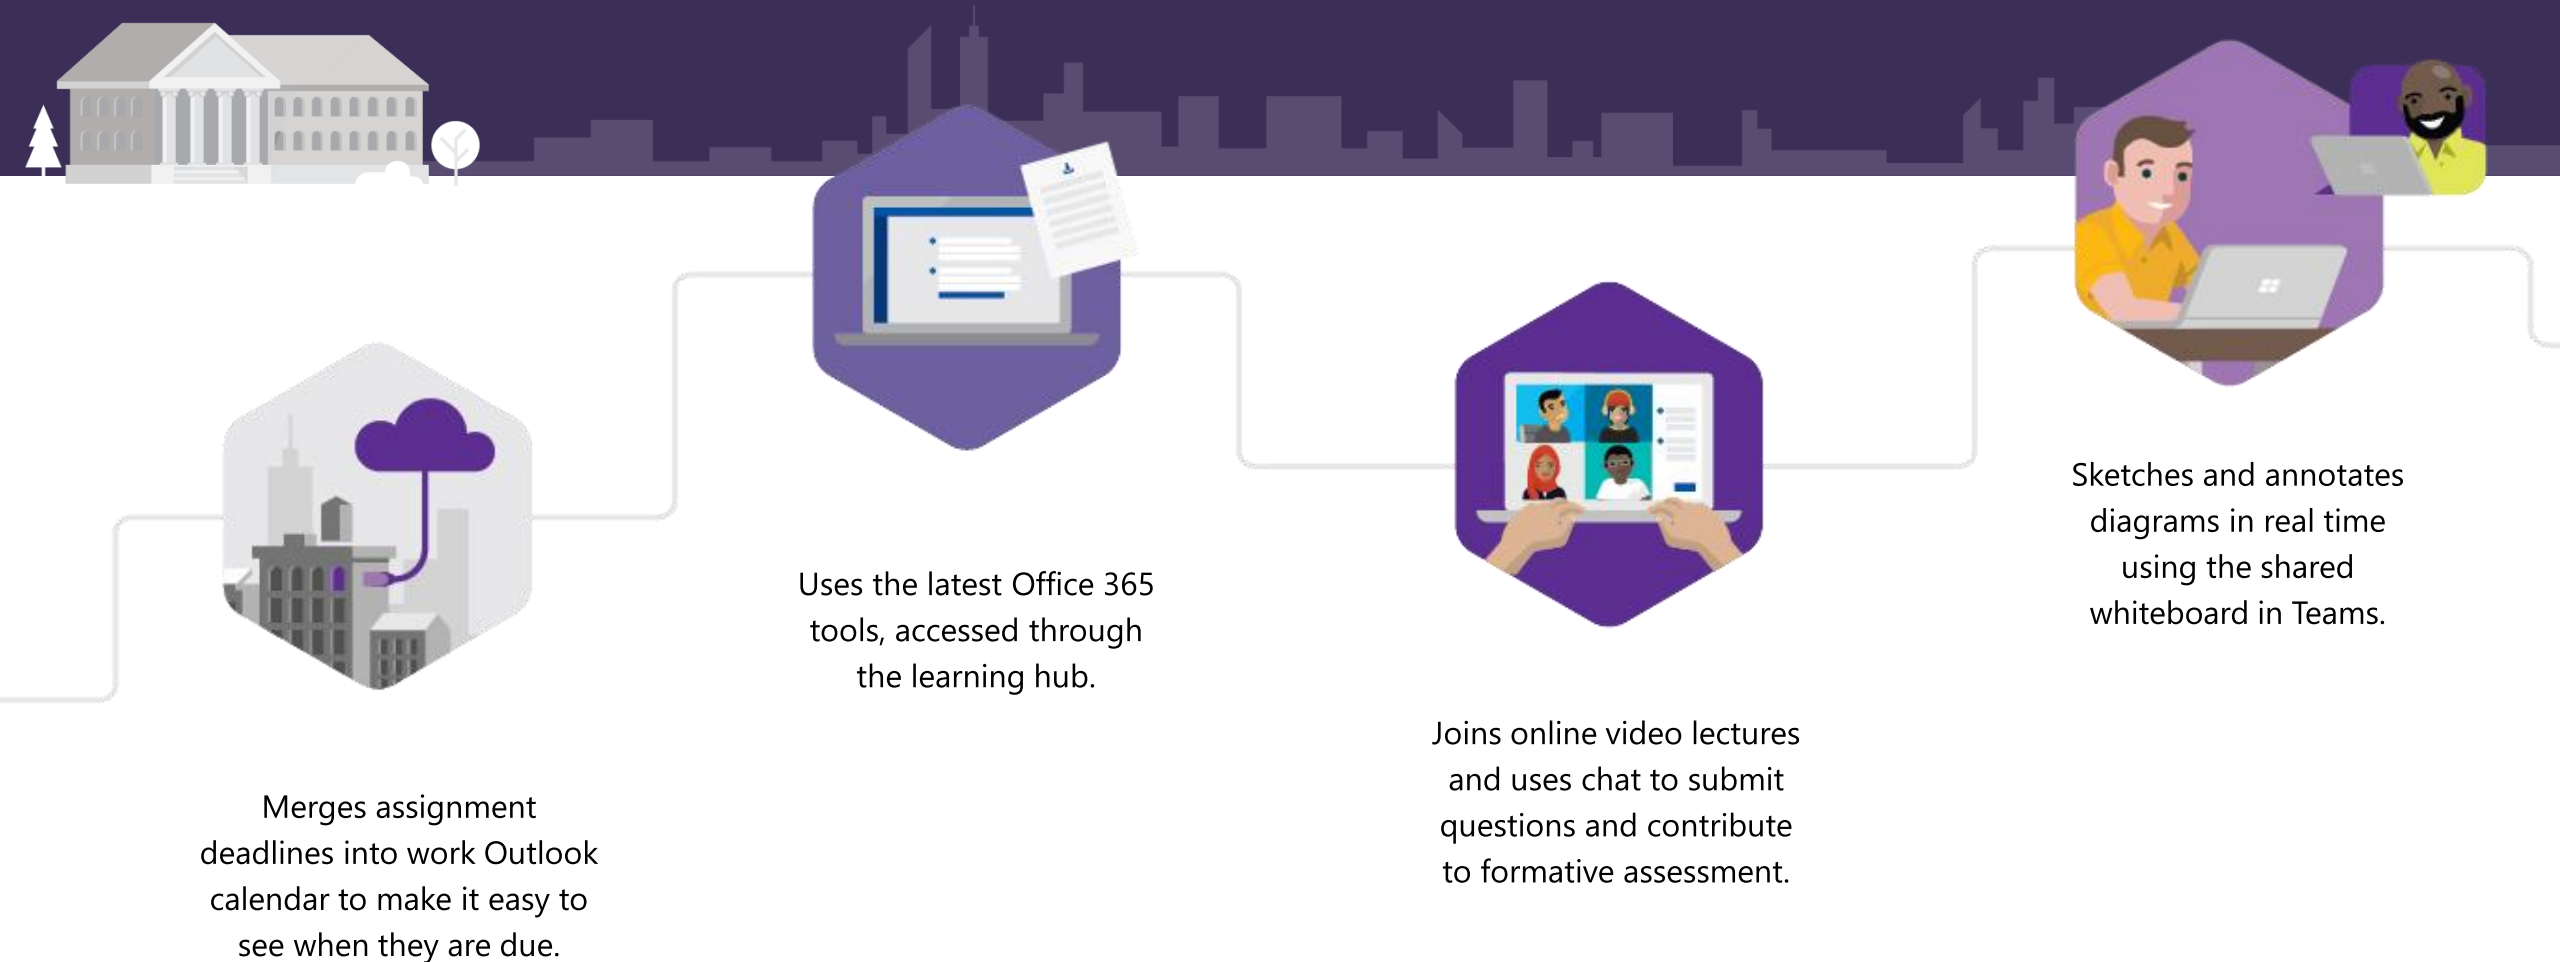 Merges assignment
deadlines into work Outlook
calendar to make it easy to
see when they are due.
Uses the latest Office 365
tools, accessed through
the learning hub.
Joins online video lectures
and uses chat to submit
questions and contribute
to formative assessment.
Sketches and annotates
diagrams in real time
using the shared
whiteboard in Teams.